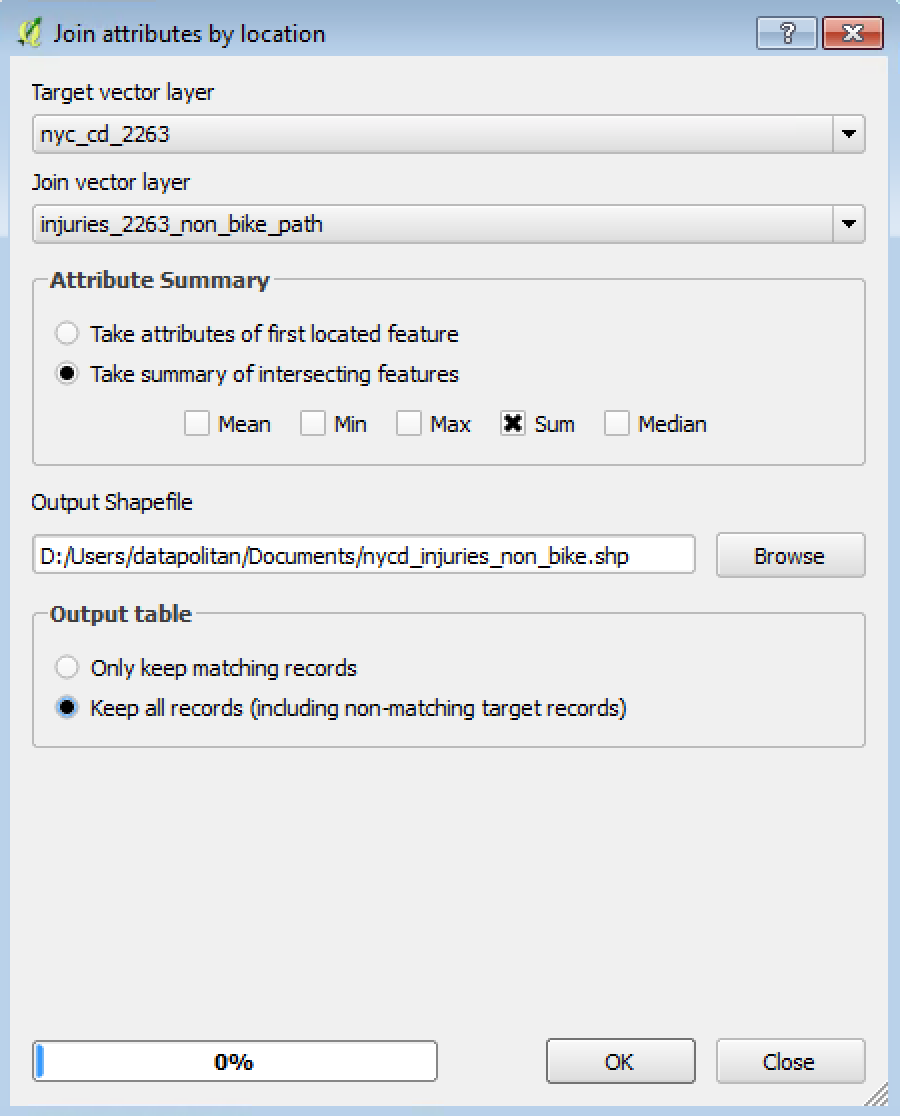 Join attributes by location
?
Target vector layer
nyc_cd_2263
Join vector layer
injuries_2263_non_bike_path
Attribute Summary
Take attributes of first located feature
Take summary of intersecting features
Mean Min Max Sum Median
Output Shapefile
D:/Users/datapolitan/Documents/nycd_injuries_non_bike.shp Browse
Output table
Only keep matching records
Keep all records (including non-matching target records)
0% OK Close